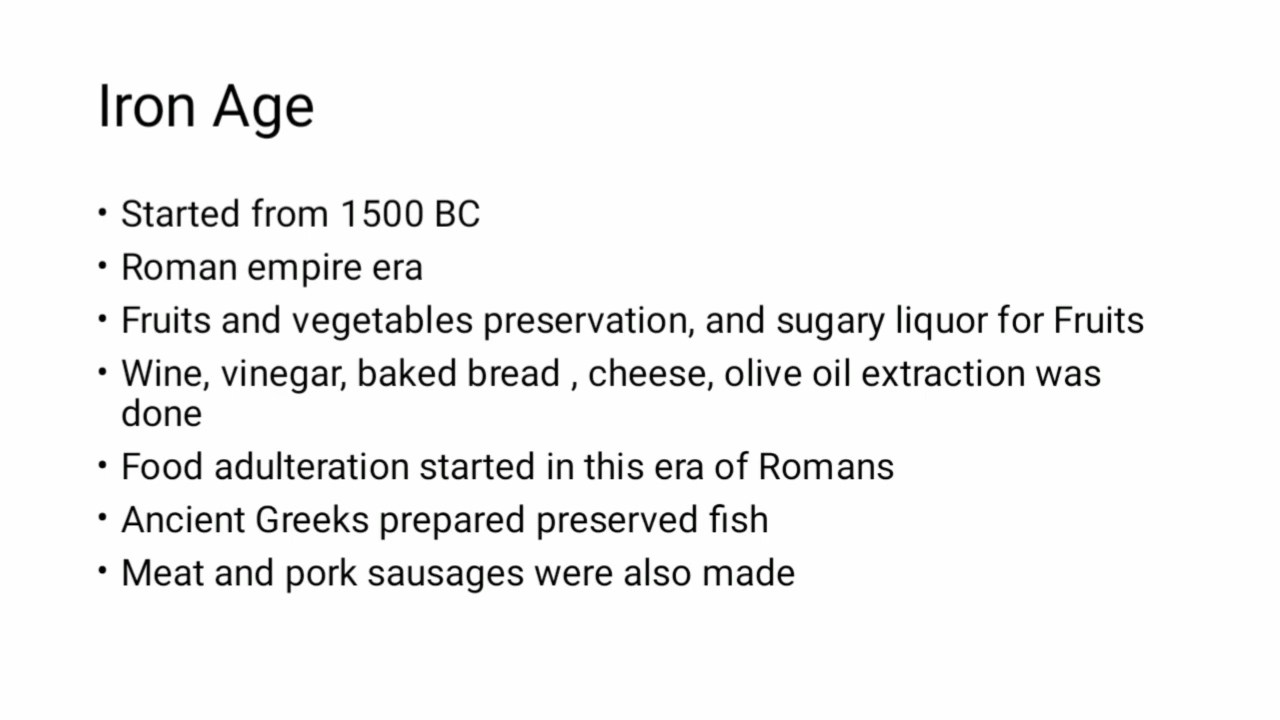 Iron Age
• Started from 1500 BC
• Roman empire era
• Fruits and vegetables preservation, and sugary liquor for Fruits
• Wine, vinegar, baked bread , cheese, olive oil extraction was
done
• Food adulteration started in this era of Romans
• Ancient Greeks prepared preserved fish
• Meat and pork sausages were also made